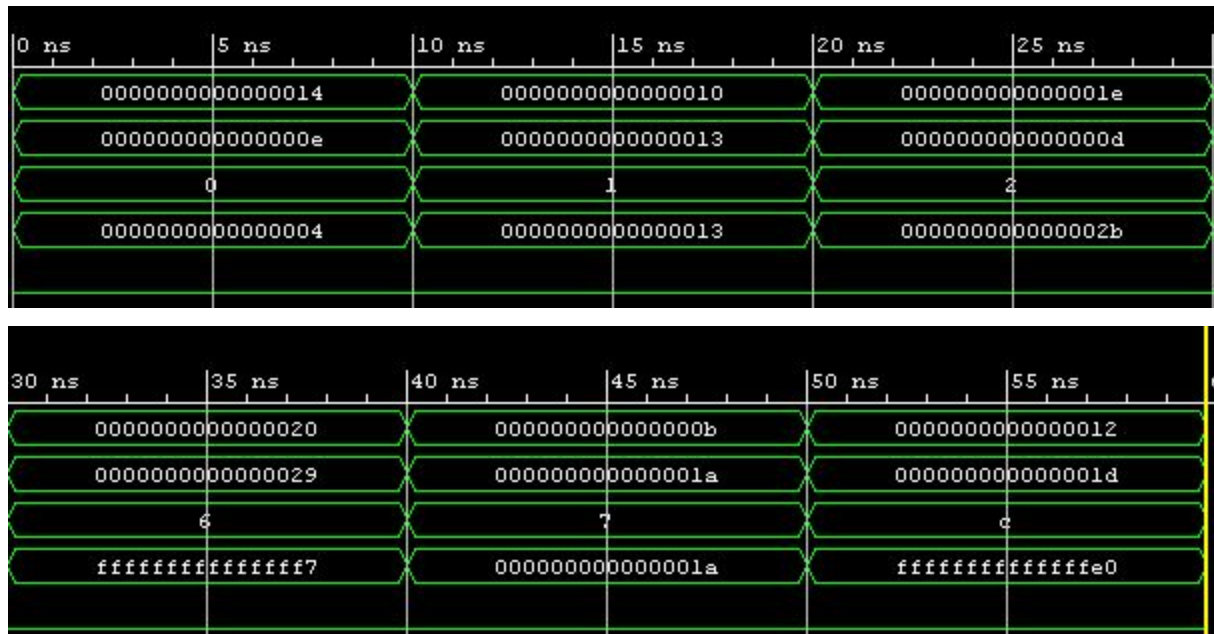 0 ns 5 ns 10 ns 15 ns 20 ns 25 ns
0000000000000014 0000000000000010 000000000000001e
000000000000000e 0000000000000013 000000000000000d
0 1 2
0000000000000004 0000000000000013 000000000000002b
30 ns 35 ns 40 ns 45 ns 50 ns 55 ns
0000000000000020 000000000000000b 0000000000000012
0000000000000029 000000000000001a 000000000000001d
6 7 c
fffffffffffffff7 000000000000001a ffffffffffffffe0